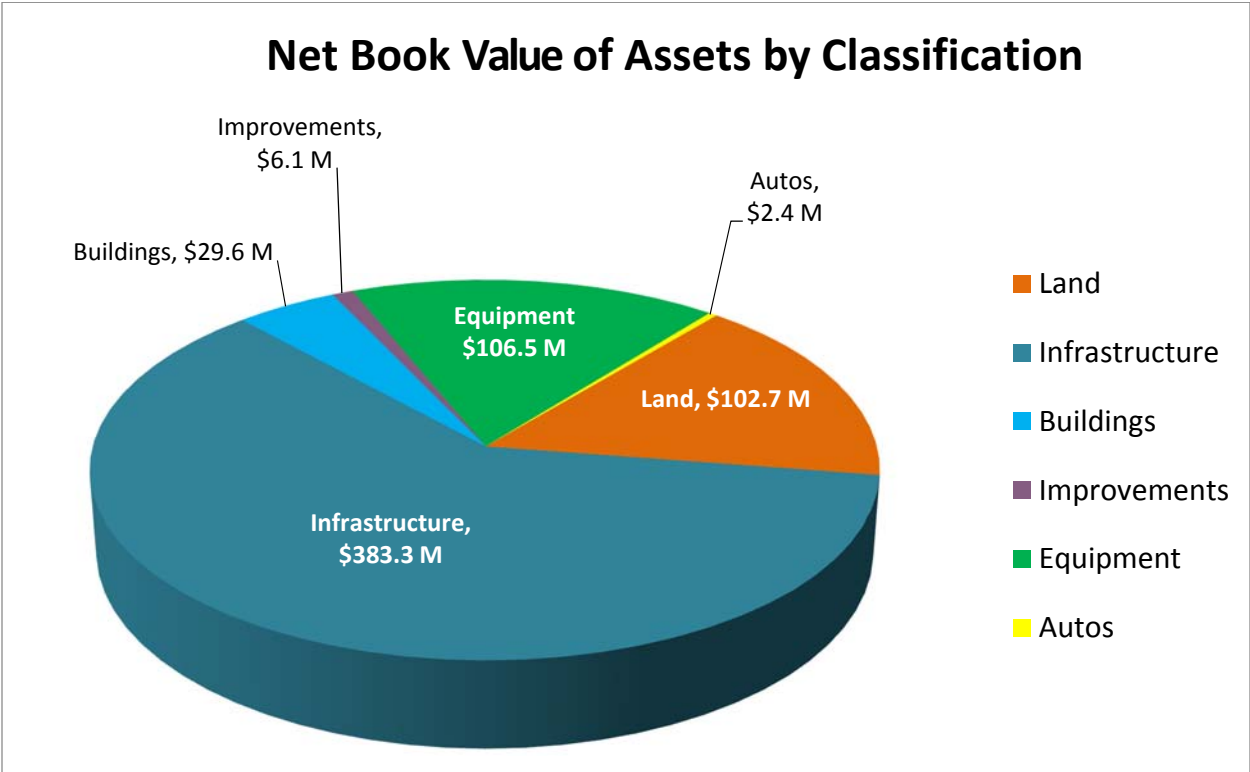 Net Book Value of Assets by Classification
Improvements,
$6.1 M
Autos,
$2.4 M
Buildings, $29.6 M
Equipment
$106.5 M
Land, $102.7 M
Infrastructure,
$383.3 M
Land
Infrastructure
Buildings
Improvements
Equipment
Autos